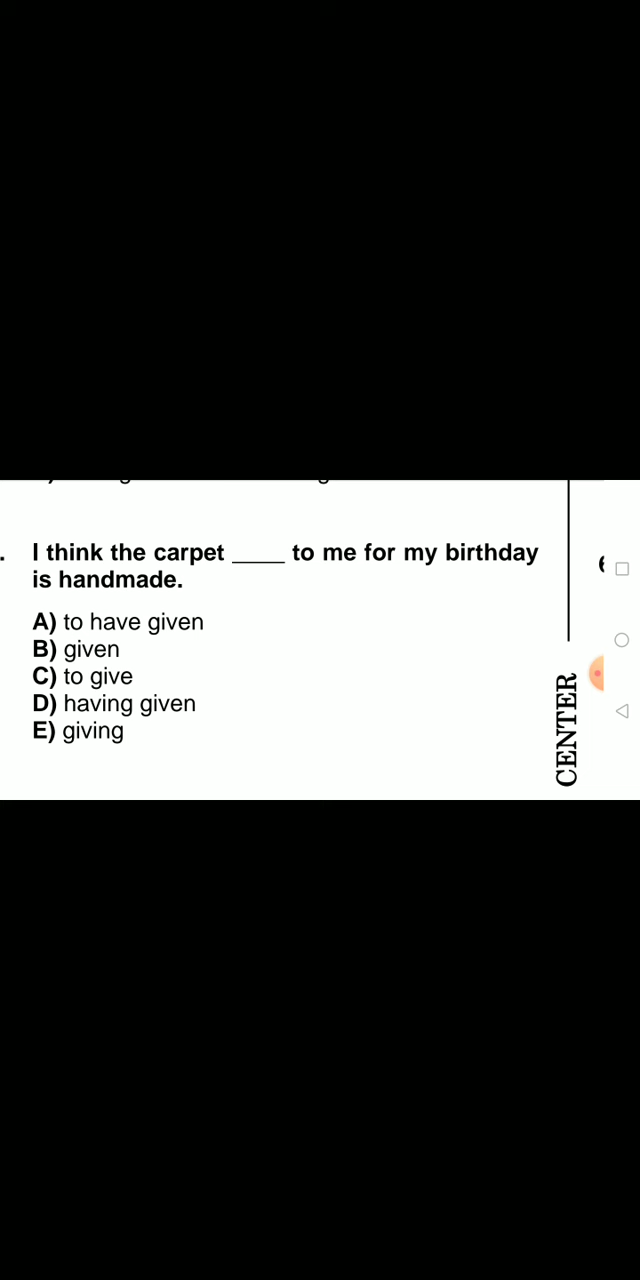 . I think the carpet _____ to me for my birthday
is handmade.
A) to have given
B) given
C) to give
D) having given
E) giving
CENTER